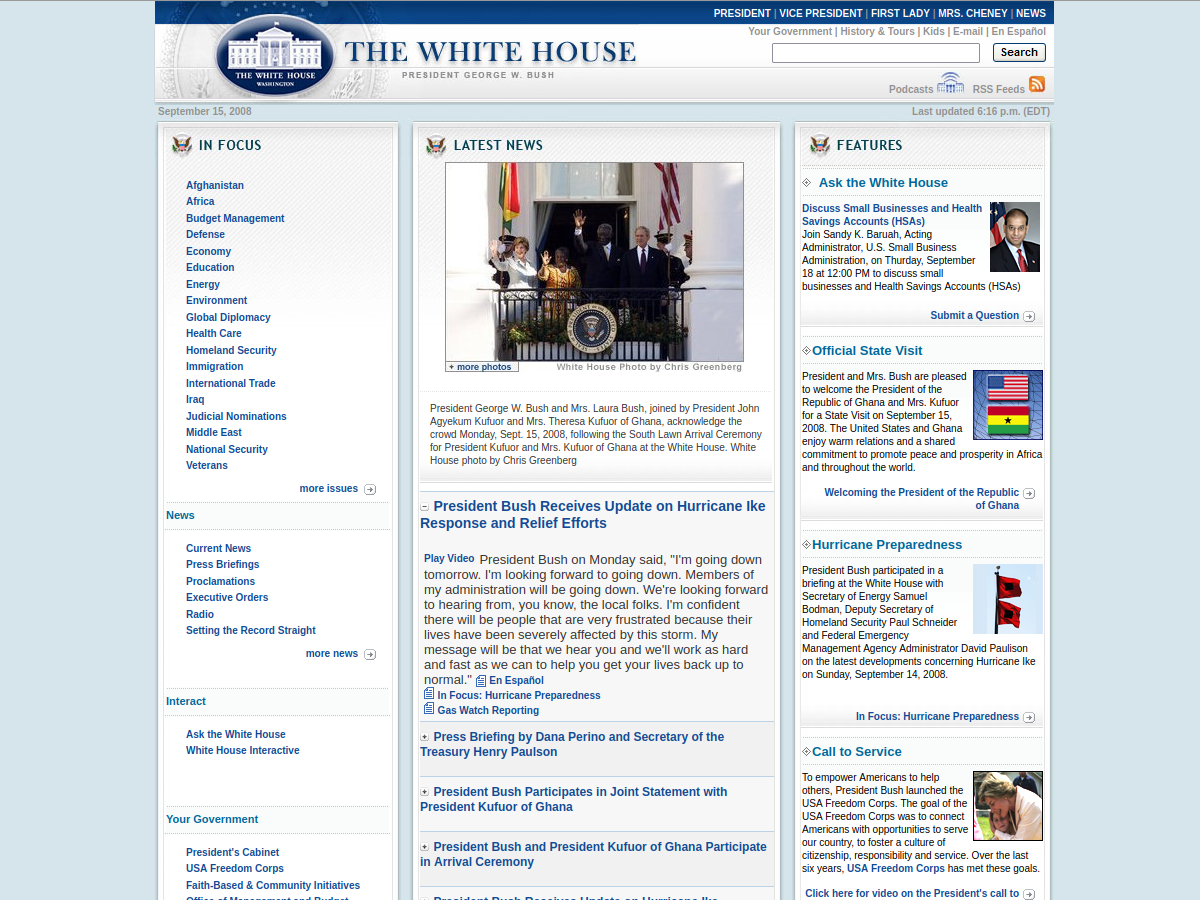 PRESIDENT | VICE PRESIDENT | FIRST LADY | MRS. CHENEY | NEWS
Your Government | History & Tours | Kids | E-mail | En Español
THE WHITE HOUSE
WASHINGTON
THE WHITE HOUSE
PRESIDENT GEORGE W. BUSH
Search
Podcasts
RSS Feeds
September 15, 2008
Last updated 6:16 p.m. (EDT)
IN FOCUS
Afghanistan
Africa
Budget Management
Defense
Economy
Education
Energy
Environment
Global Diplomacy
Health Care
Homeland Security
Immigration
International Trade
Iraq
Judicial Nominations
Middle East
National Security
Veterans
more issues
News
Current News
Press Briefings
Proclamations
Executive Orders
Radio
Setting the Record Straight
more news
Interact
Ask the White House
White House Interactive
Your Government
President's Cabinet
USA Freedom Corps
Faith-Based & Community Initiatives
Office of Management and Budget
LATEST NEWS
+ more photos
White House Photo by Chris Greenberg
President George W. Bush and Mrs. Laura Bush, joined by President John
Agyekum Kufuor and Mrs. Theresa Kufuor of Ghana, acknowledge the
crowd Monday, Sept. 15, 2008, following the South Lawn Arrival Ceremony
for President Kufuor and Mrs. Kufuor of Ghana at the White House. White
House photo by Chris Greenberg
President Bush Receives Update on Hurricane Ike
Response and Relief Efforts
Play Video President Bush on Monday said, "I'm going down
tomorrow. I'm looking forward to going down. Members of
my administration will be going down. We're looking forward
to hearing from, you know, the local folks. I'm confident
there will be people that are very frustrated because their
lives have been severely affected by this storm. My
message will be that we hear you and we'll work as hard
and fast as we can to help you get your lives back up to
normal." En Español
In Focus: Hurricane Preparedness
Gas Watch Reporting
Press Briefing by Dana Perino and Secretary of the
Treasury Henry Paulson
President Bush Participates in Joint Statement with
President Kufuor of Ghana
President Bush and President Kufuor of Ghana Participate
in Arrival Ceremony
President Bush Receives Update on Hurricane Ike
FEATURES
Ask the White House
Discuss Small Businesses and Health
Savings Accounts (HSAs)
Join Sandy K. Baruah, Acting
Administrator, U.S. Small Business
Administration, on Thurday, September
18 at 12:00 PM to discuss small
businesses and Health Savings Accounts (HSAs)
Submit a Question
Official State Visit
President and Mrs. Bush are pleased
to welcome the President of the
Republic of Ghana and Mrs. Kufuor
for a State Visit on September 15,
2008. The United States and Ghana
enjoy warm relations and a shared
commitment to promote peace and prosperity in Africa
and throughout the world.
Welcoming the President of the Republic
of Ghana
Hurricane Preparedness
President Bush participated in a
briefing at the White House with
Secretary of Energy Samuel
Bodman, Deputy Secretary of
Homeland Security Paul Schneider
and Federal Emergency
Management Agency Administrator David Paulison
on the latest developments concerning Hurricane Ike
on Sunday, September 14, 2008.
In Focus: Hurricane Preparedness
Call to Service
To empower Americans to help
others, President Bush launched the
USA Freedom Corps. The goal of the
USA Freedom Corps was to connect
Americans with opportunities to serve
our country, to foster a culture of
citizenship, responsibility and service. Over the last
six years, USA Freedom Corps has met these goals.
Click here for video on the President's call to